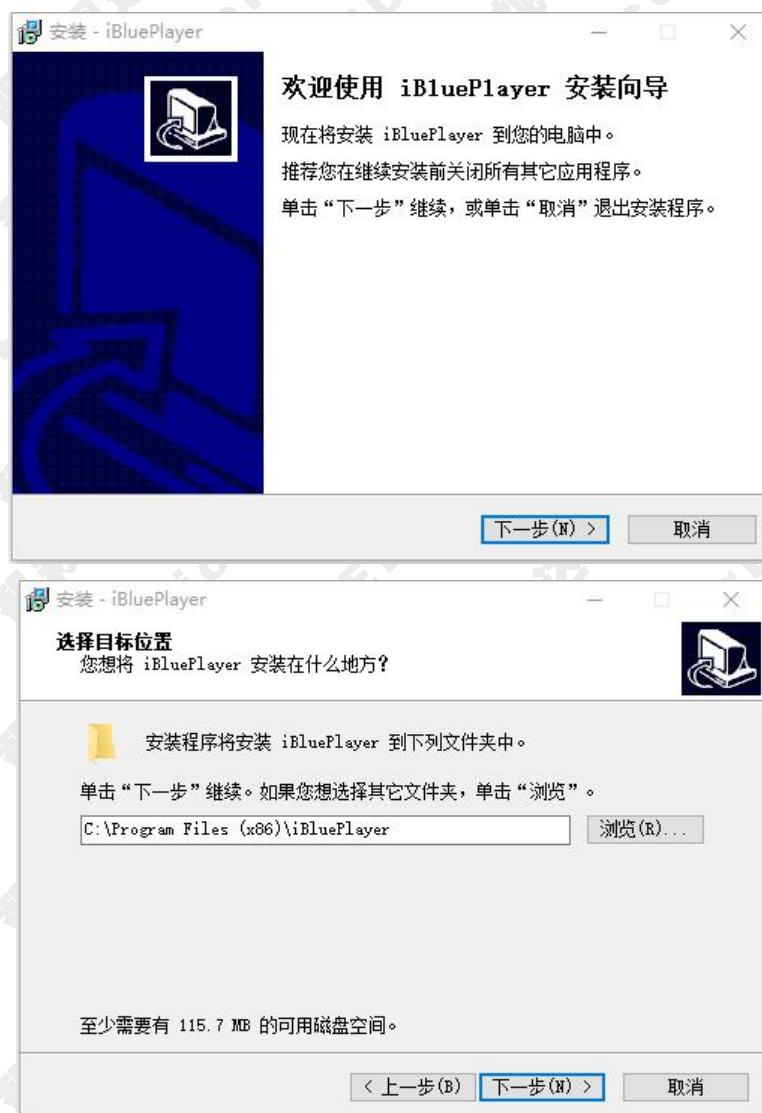 安装 - iBluePlayer
欢迎使用 iBluePlayer 安装向导
现在将安装 iBluePlayer 到您的电脑中。
推荐您在继续安装前关闭所有其它应用程序。
单击“下一步”继续，或单击“取消”退出安装程序。
下一步(N) >
取消
安装 - iBluePlayer
选择目标位置
您想将 iBluePlayer 安装在什么地方?
安装程序将安装 iBluePlayer 到下列文件夹中。
单击“下一步”继续。如果您想选择其它文件夹，单击“浏览”。
C:\Program Files (x86)\iBluePlayer
浏览(R)...
至少需要有 115.7 MB 的可用磁盘空间。
< 上一步(B)
下一步(N) >
取消